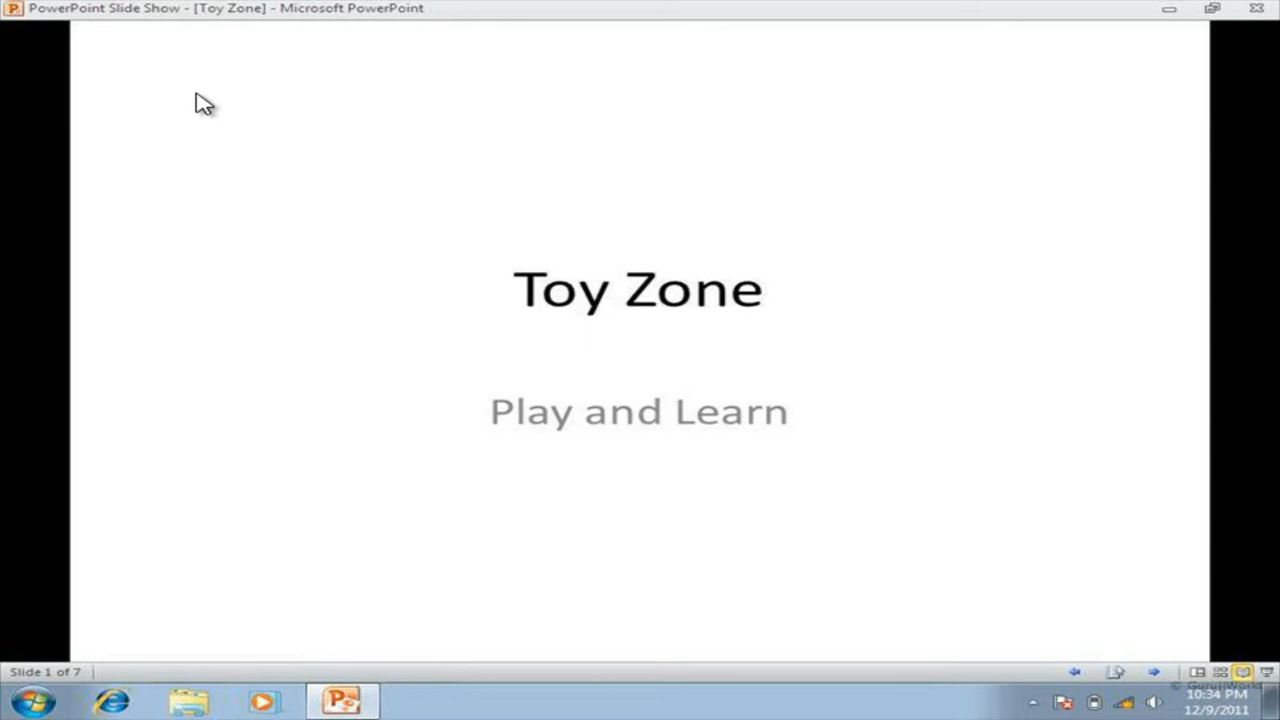 PowerPoint Slide Show - [Toy Zone] - Microsoft PowerPoint
Toy Zone
Play and Learn
Slide 1 of 7
10:34 PM
12/9/2011